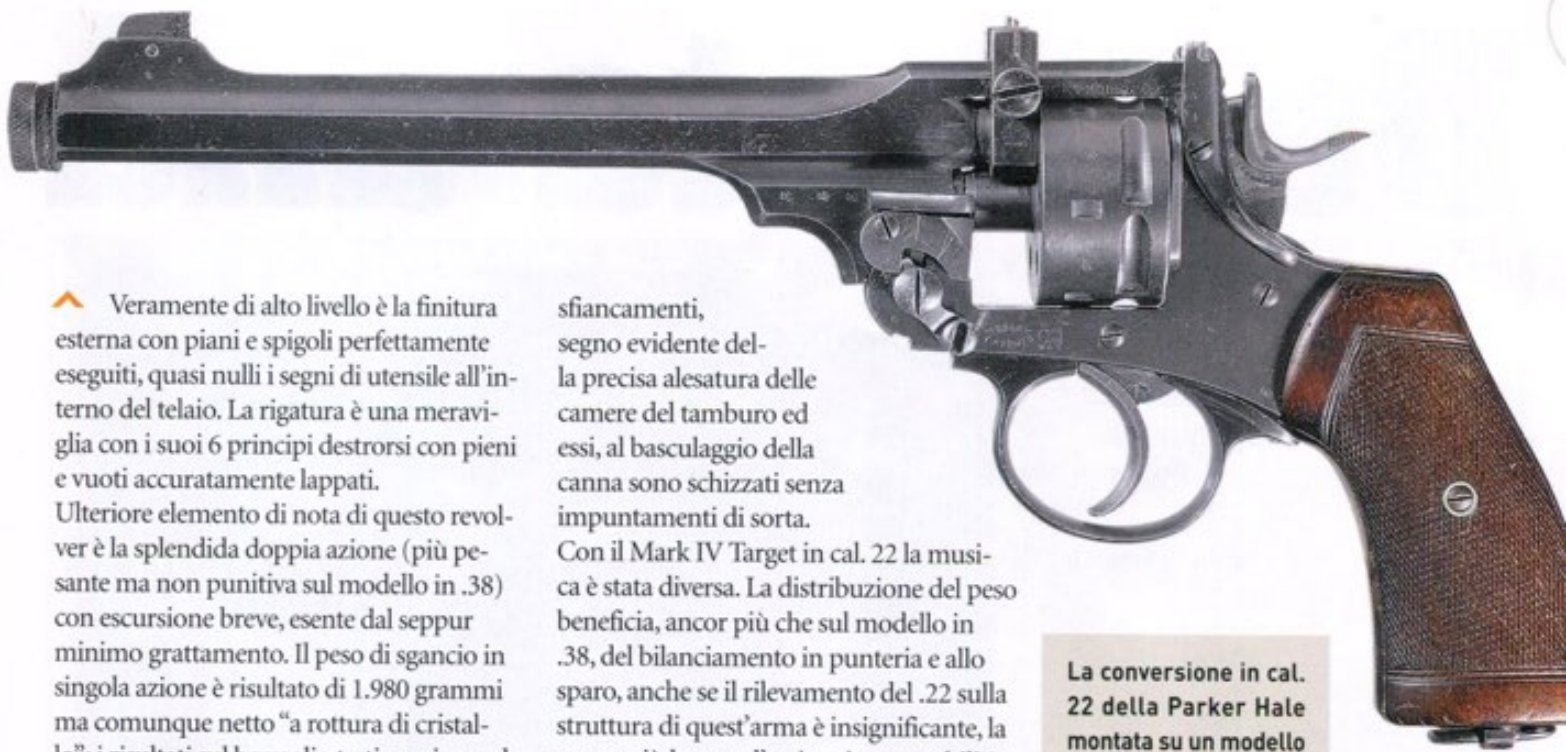 Veramente di alto livello è la finitura
esterna con piani e spigoli perfettamente
eseguiti, quasi nulli i segni di utensile all'in-
terno del telaio. La rigatura è una meravi-
glia con i suoi 6 principi destrorsi con pieni
e vuoti accuratamente lappati.
Ulteriore elemento di nota di questo revol-
ver è la splendida doppia azione (più pe-
sante ma non punitiva sul modello in .38)
con escursione breve, esente dal seppur
minimo grattamento. Il peso di sgancio in
singola azione è risultato di 1.980 grammi
ma comunque netto "a rottura di cristal-
sfiancamenti,
segno evidente del-
la precisa alesatura delle
camere del tamburo ed
essi, al basculaggio della
canna sono schizzati senza
impuntamenti di sorta.
Con il Mark IV Target in cal. 22 la musi-
ca è stata diversa. La distribuzione del peso
beneficia, ancor più che sul modello in
.38, del bilanciamento in punteria e allo
sparo, anche se il rilevamento del .22 sulla
struttura di quest'arma è insignificante, la
La conversione in cal.
22 della Parker Hale
montata su un modello